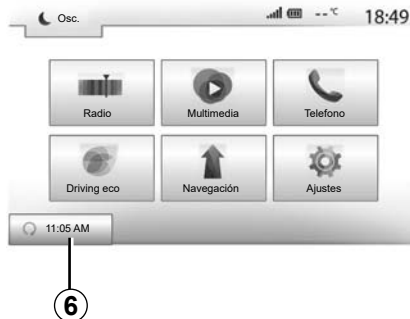 Osc.
--°C
18:49
Radio
Multimedia
Telefono
Driving eco
Navegación
Ajustes
11:05 AM
6